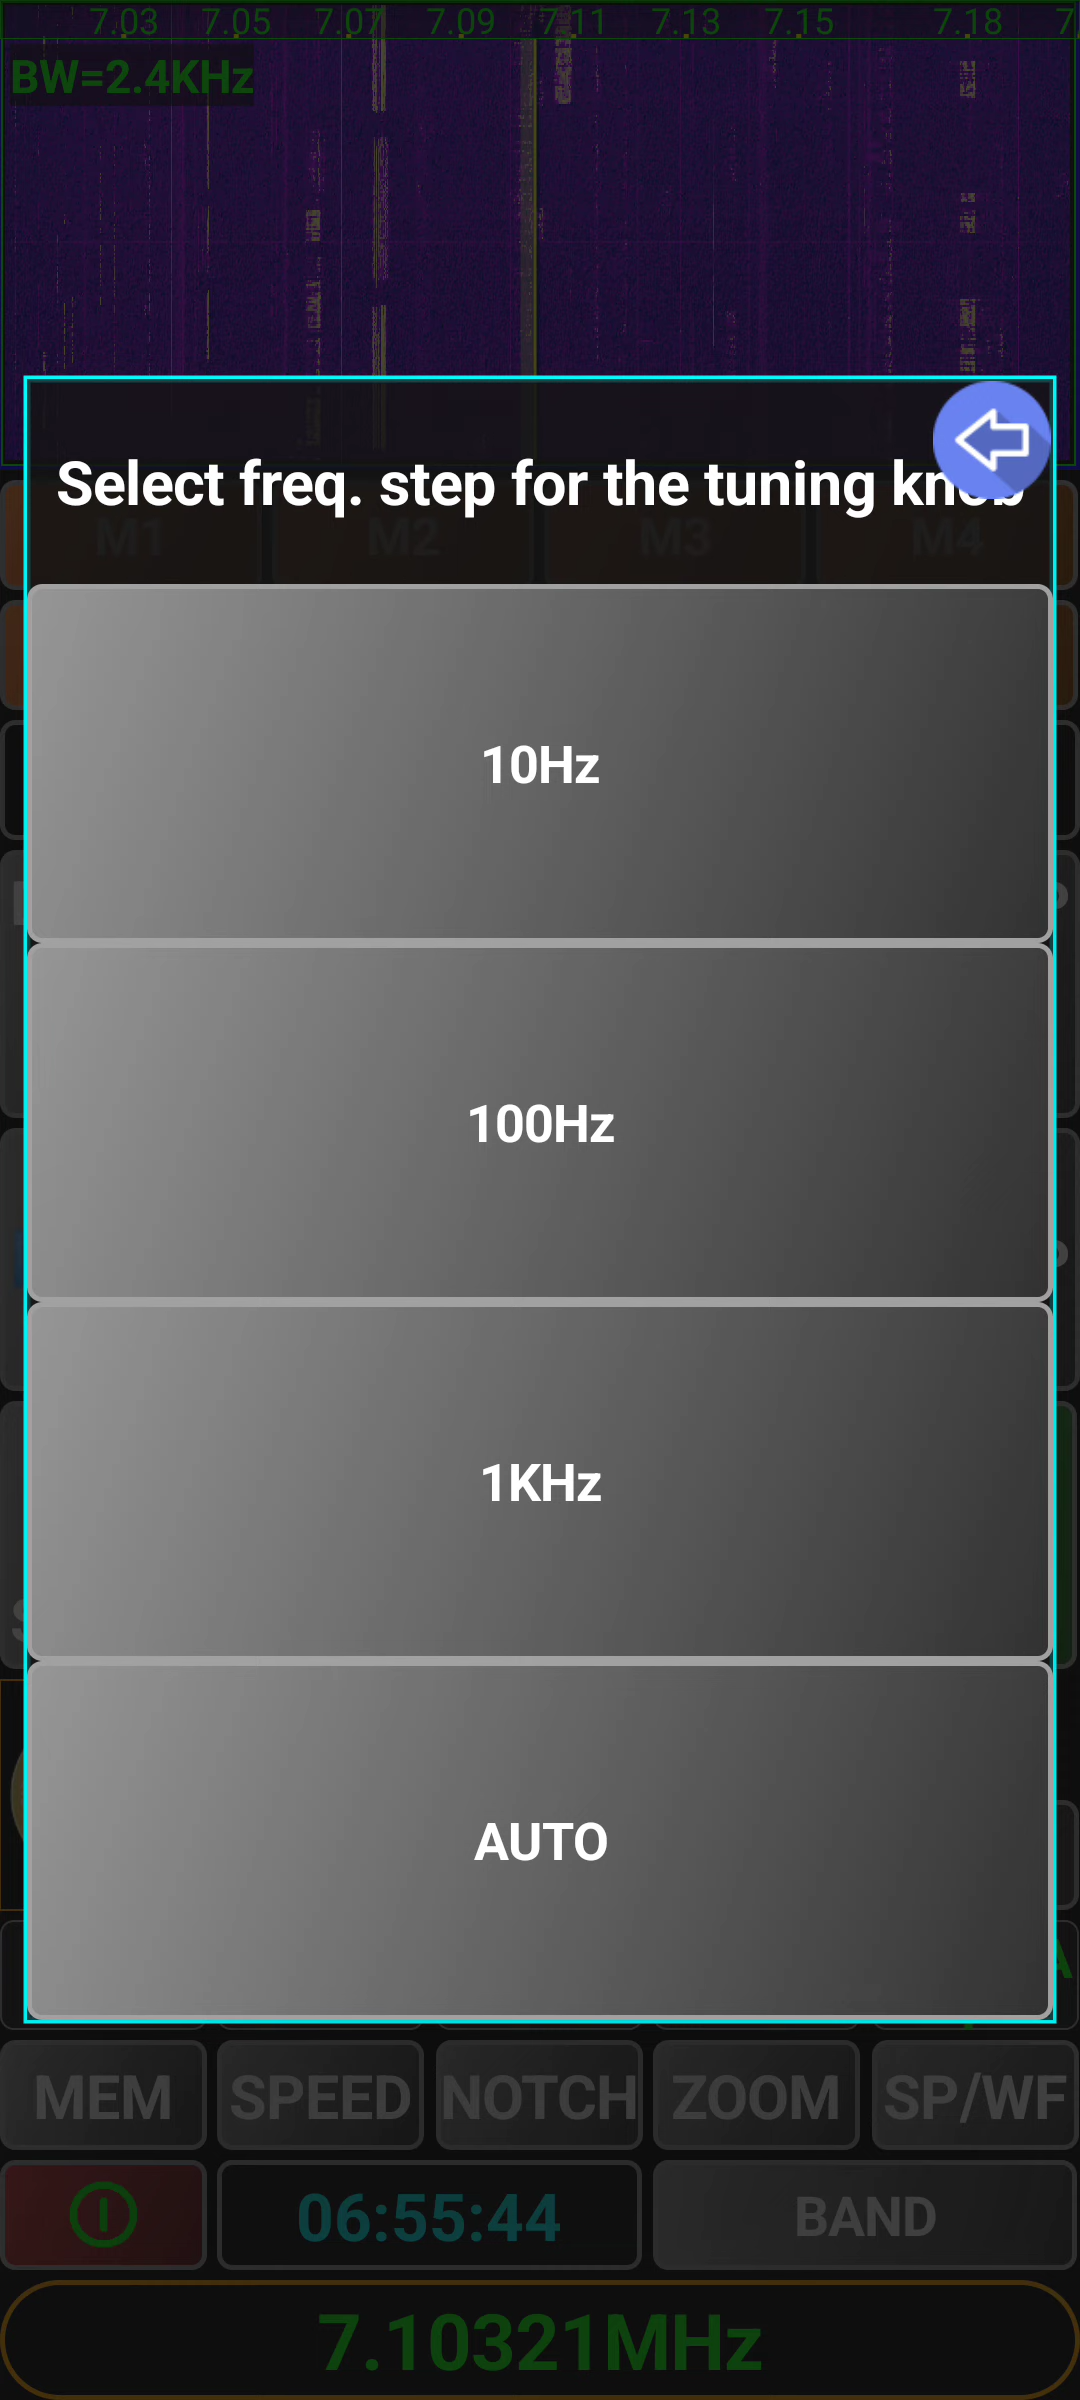 7.03 7.05 7.07 7.09 7.11 7.13 7.15 7.18
BW=2.4KHz
Select freq. step for the tuning knob
M1 M2 M3 M4
10Hz
100Hz
1KHz
AUTO
MEM SPEED NOTCH ZOOM SP/WF
06:55:44 BAND
7.10321MHz